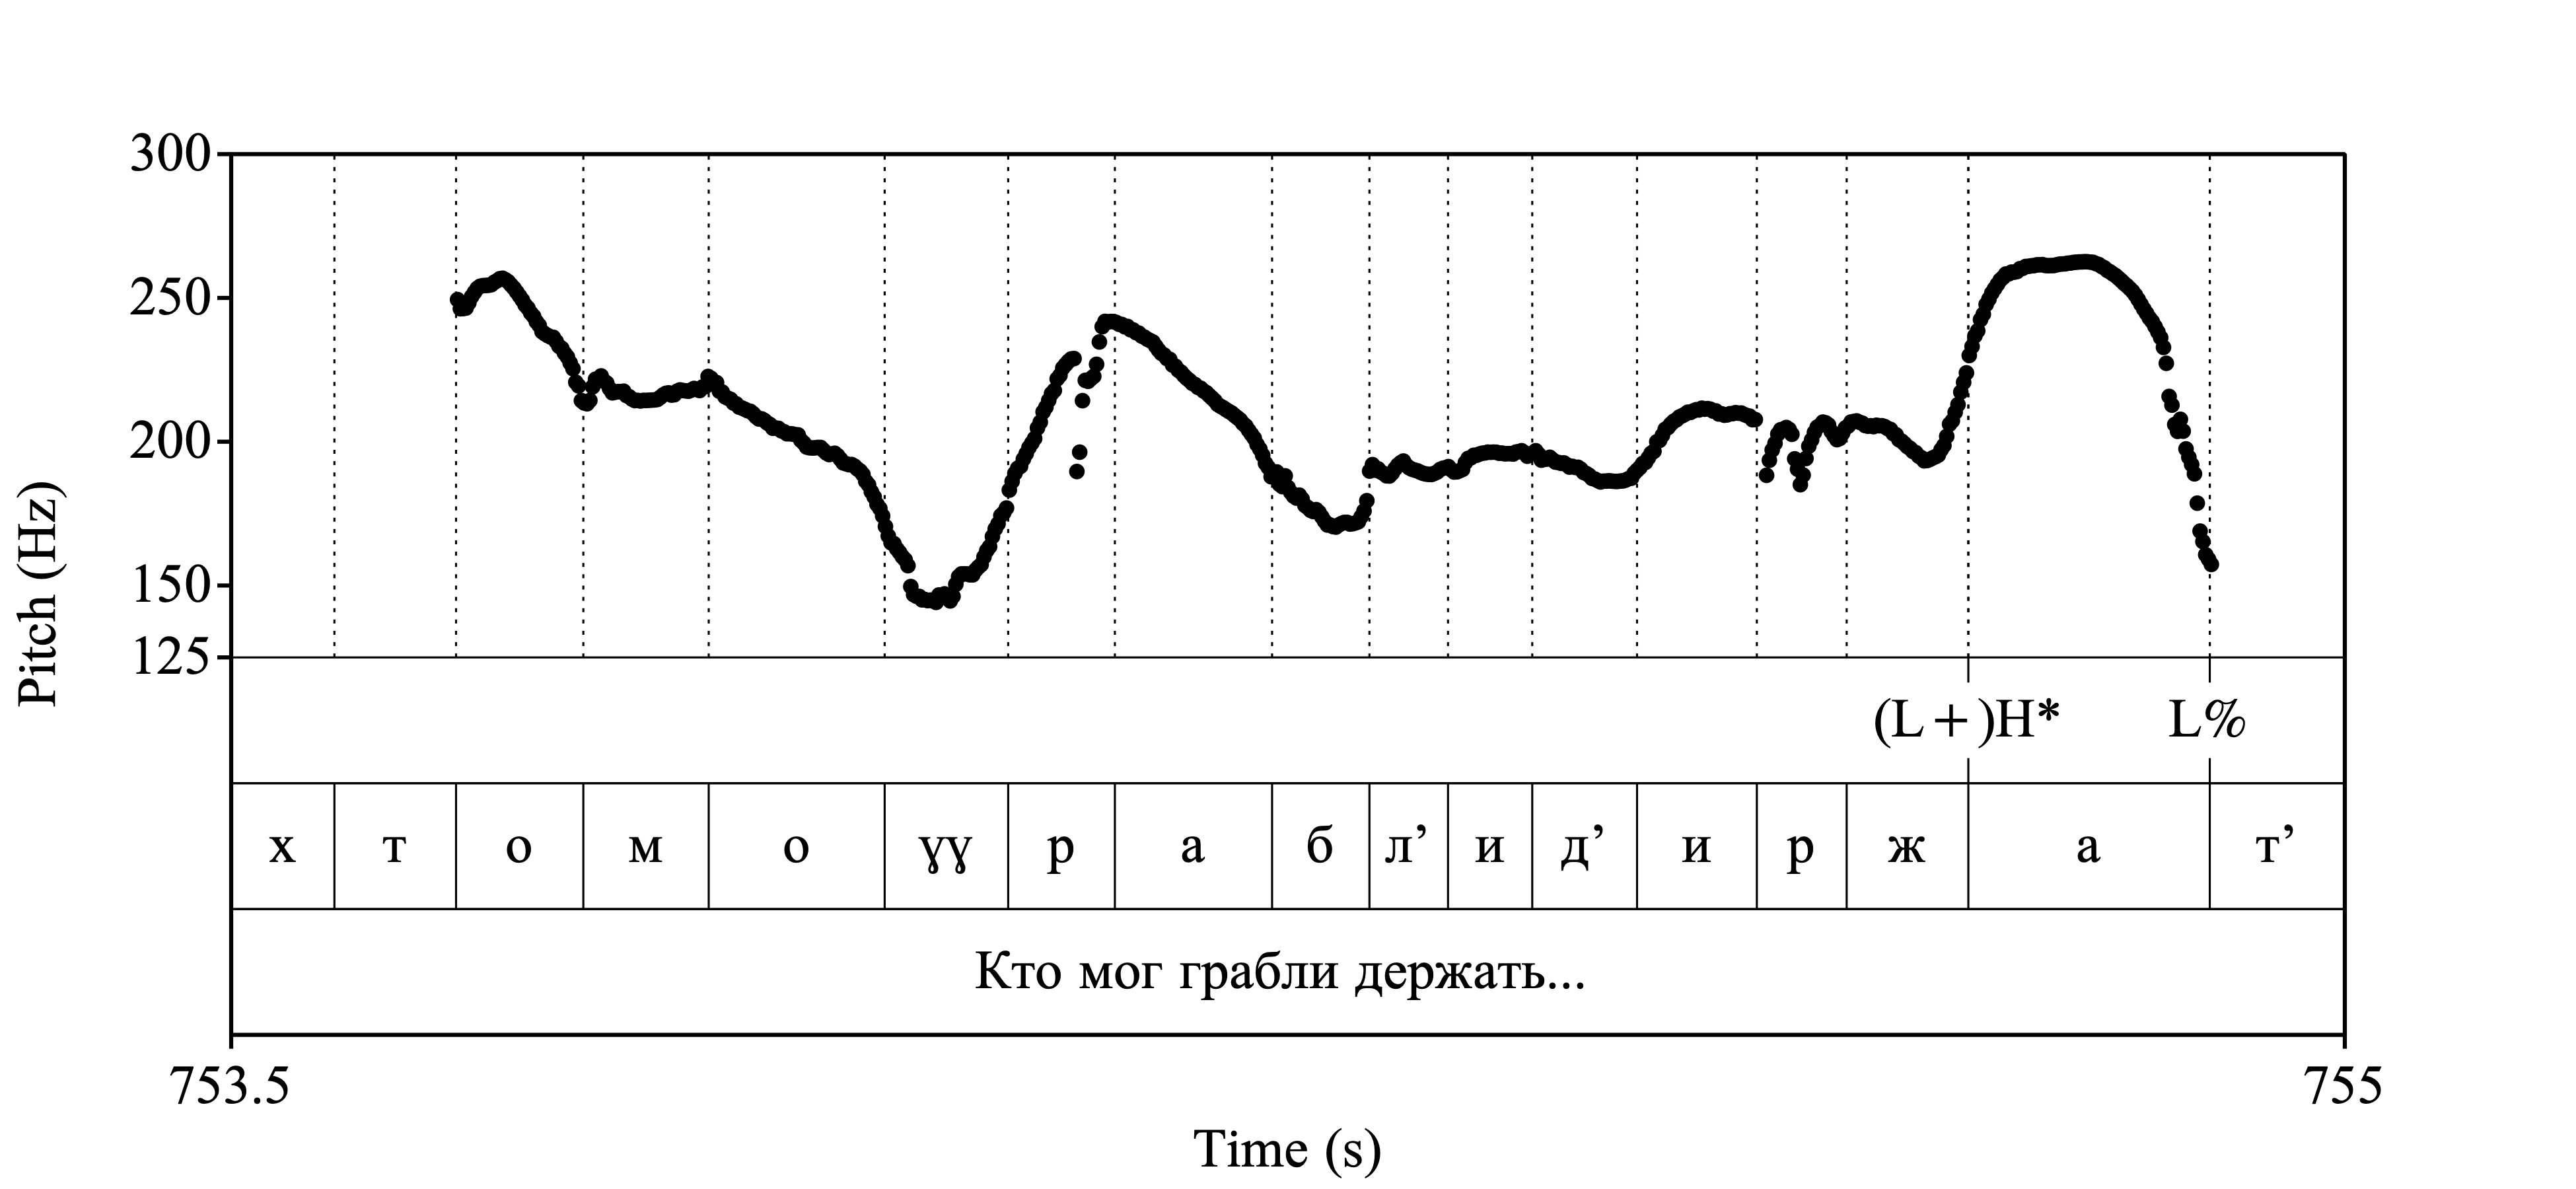 300
250
200
150
125
Pitch (Hz)
(L+)H* L%
х т о м о ɣɣ р а б л’ и д’ и р ж а т’
Кто мог грабли держать...
753.5 755
Time (s)